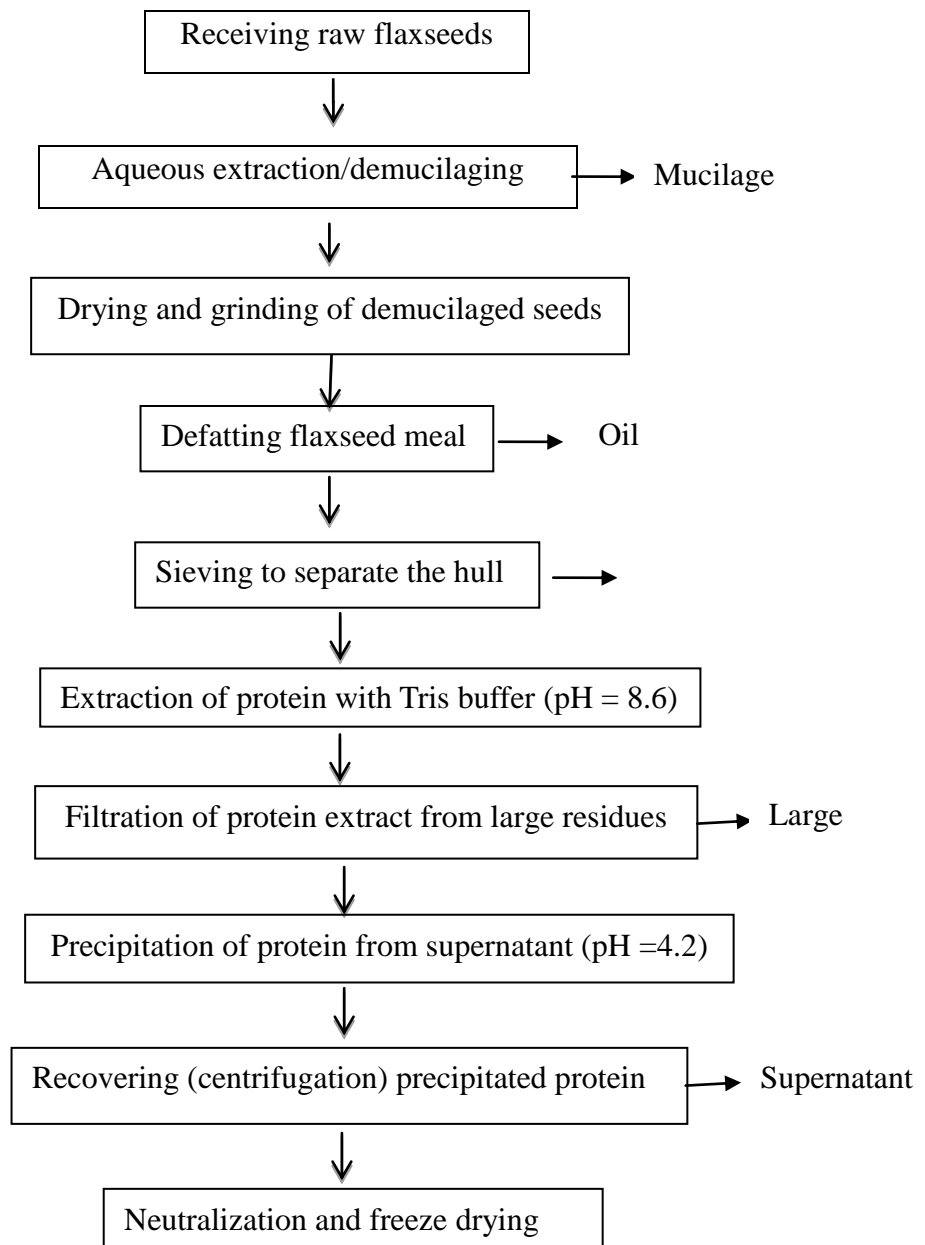 Receiving raw flaxseeds
Aqueous extraction/demucilaging
Mucilage
Drying and grinding of demucilaged seeds
Defatting flaxseed meal
Oil
Sieving to separate the hull
Extraction of protein with Tris buffer (pH = 8.6)
Filtration of protein extract from large residues
Large
Precipitation of protein from supernatant (pH =4.2)
Recovering (centrifugation) precipitated protein
Supernatant
Neutralization and freeze drying